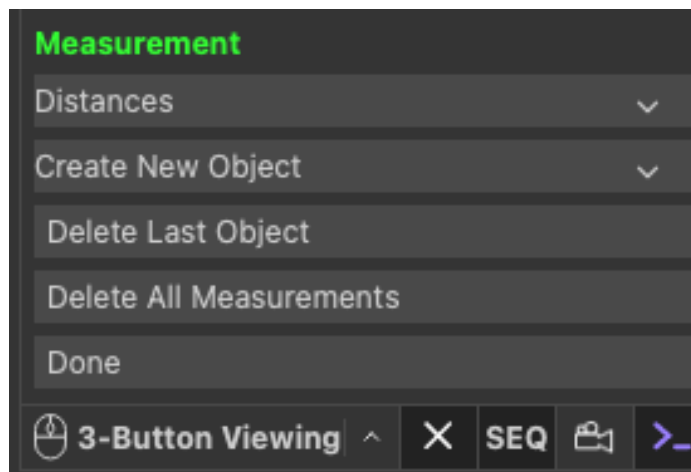 Measurement
Distances
Create New Object
Delete Last Object
Delete All Measurements
Done
3-Button Viewing SEQ